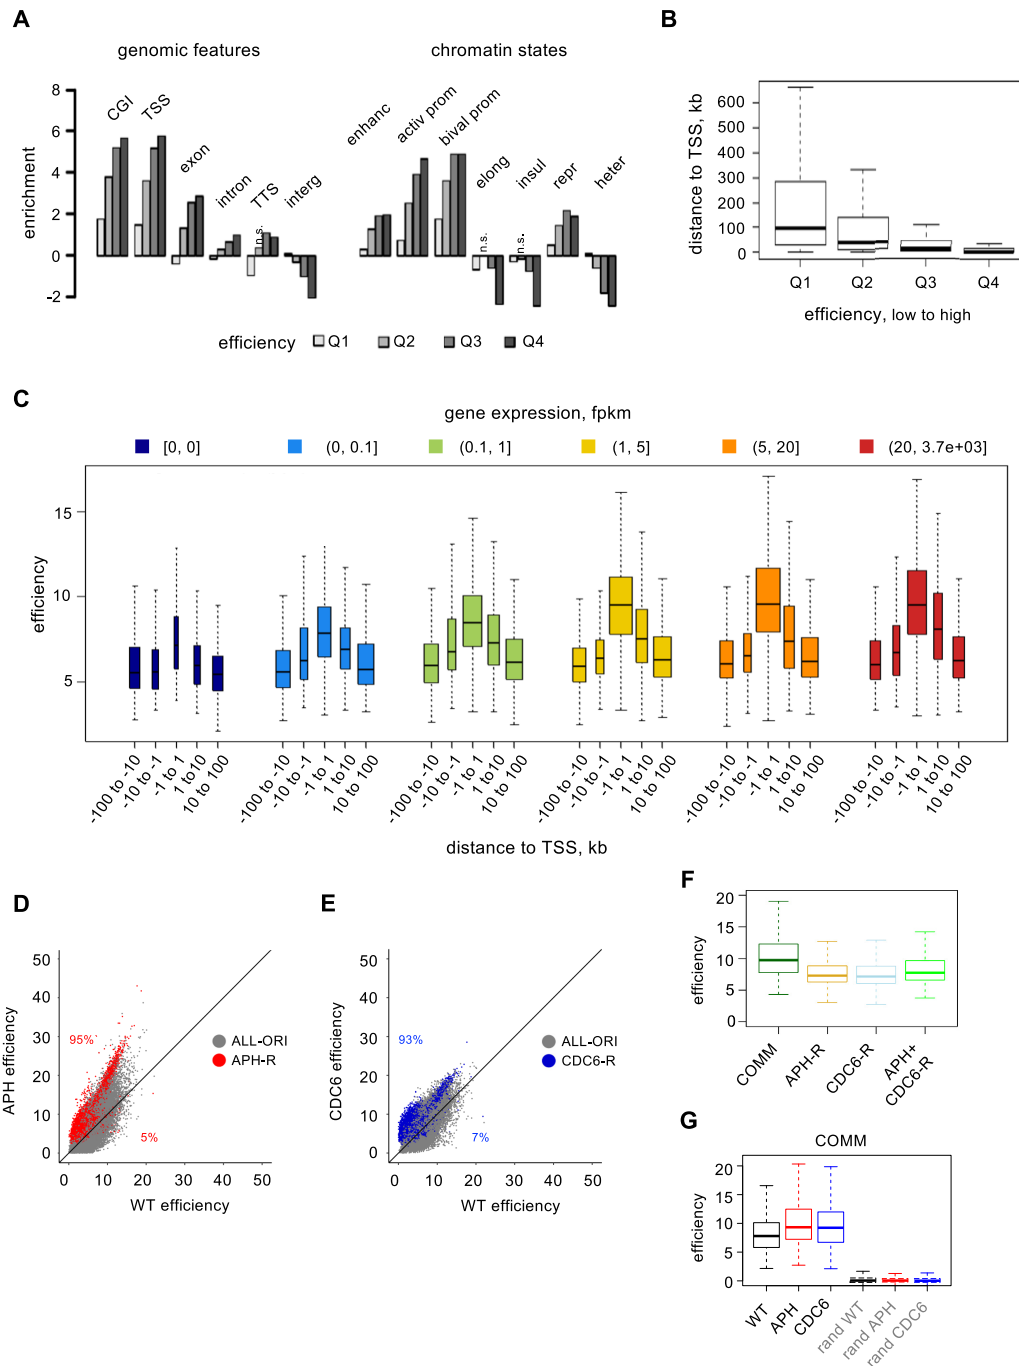 A
genomic features
chromatin states
enrichment
8
6
4
2
0
-2
CGI
TSS
exon
intron
TTS
interg
n.s.
enhanc
activ prom
bival prom
elong
insul
repr
heter
n.s.
n.s.
efficiency Q1 Q2 Q3 Q4
B
distance to TSS, kb
600
500
400
300
200
100
0
Q1 Q2 Q3 Q4
efficiency, low to high
C
gene expression, fpkm
[0, 0] (0, 0.1] (0.1, 1] (1, 5] (5, 20] (20, 3.7e+03]
efficiency
15
10
5
-100 to -10 -10 to -1 -1 to 1 1 to10 10 to 100
-100 to -10 -10 to -1 -1 to 1 1 to10 10 to 100
-100 to -10 -10 to -1 -1 to 1 1 to10 10 to 100
-100 to -10 -10 to -1 -1 to 1 1 to10 10 to 100
-100 to -10 -10 to -1 -1 to 1 1 to10 10 to 100
-100 to -10 -10 to -1 -1 to 1 1 to10 10 to 100
distance to TSS, kb
D
APH efficiency
50
40
30
20
10
0
95%
5%
ALL-ORI
APH-R
0 10 20 30 40 50
WT efficiency
E
CDC6 efficiency
50
40
30
20
10
0
93%
7%
ALL-ORI
CDC6-R
0 10 20 30 40 50
WT efficiency
F
efficiency
20
15
10
5
0
COMM
APH-R
CDC6-R
APH+
CDC6-R
G
COMM
efficiency
20
15
10
5
0
WT
APH
CDC6
rand WT
rand APH
rand CDC6